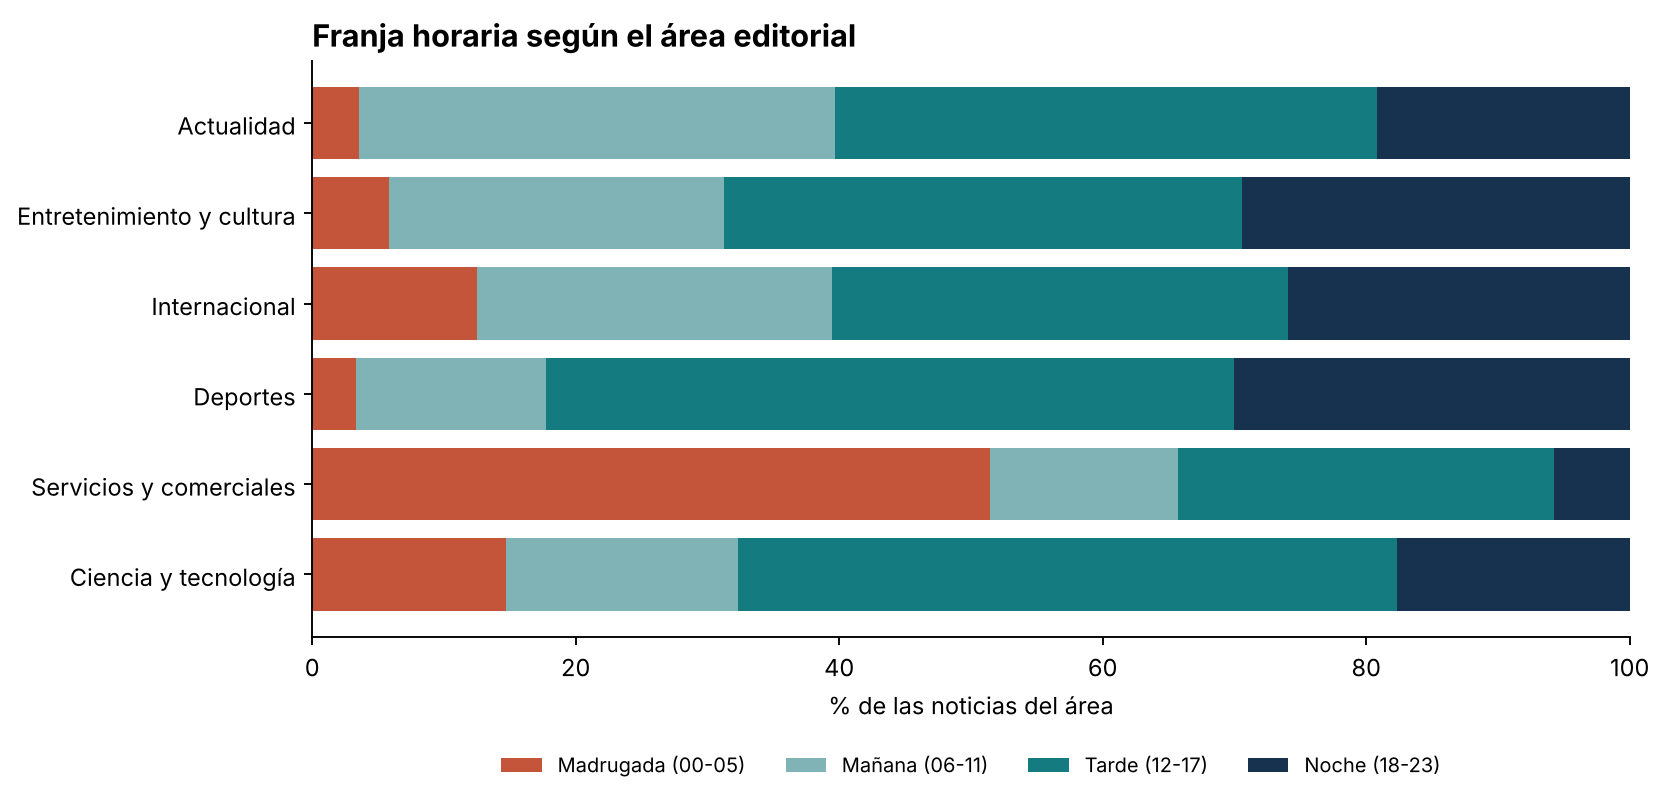 Franja horaria según el área editorial
Actualidad
Entretenimiento y cultura
Internacional
Deportes
Servicios y comerciales
Ciencia y tecnología
0 20 40 60 80 100
% de las noticias del área
Madrugada (00-05) Mañana (06-11) Tarde (12-17) Noche (18-23)